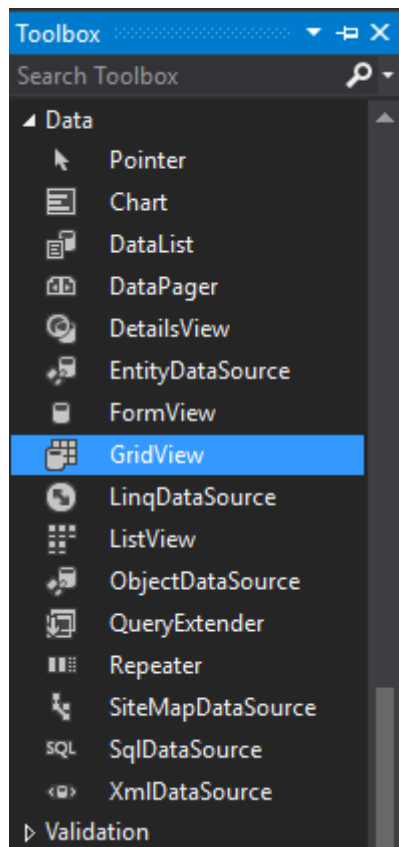 Toolbox
Search Toolbox
Data
Pointer
Chart
DataList
DataPager
DetailsView
EntityDataSource
FormView
GridView
LinqDataSource
ListView
ObjectDataSource
QueryExtender
Repeater
SiteMapDataSource
SQL SqlDataSource
XmlDataSource
Validation